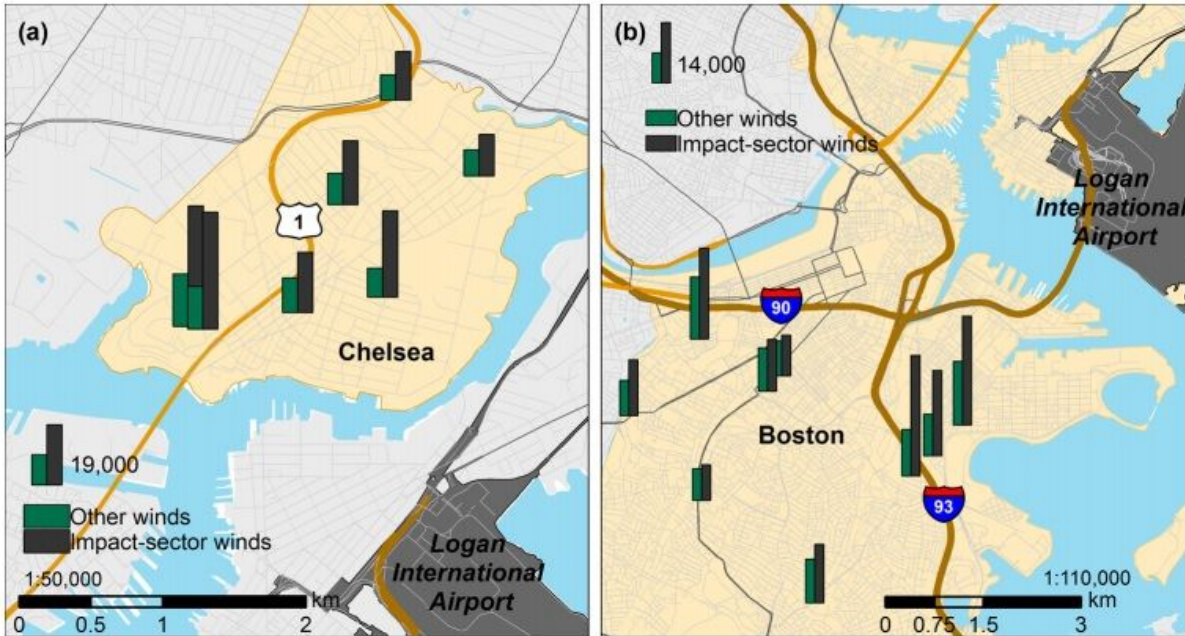 (a)
1
Chelsea
19,000
Other winds
Impact-sector winds
Logan
International
Airport
1:50,000
km
0 0.5 1 2
(b)
14,000
Other winds
Impact-sector winds
Logan
International
Airport
90
Boston
93
1:110,000
km
0 0.75 1.5 3